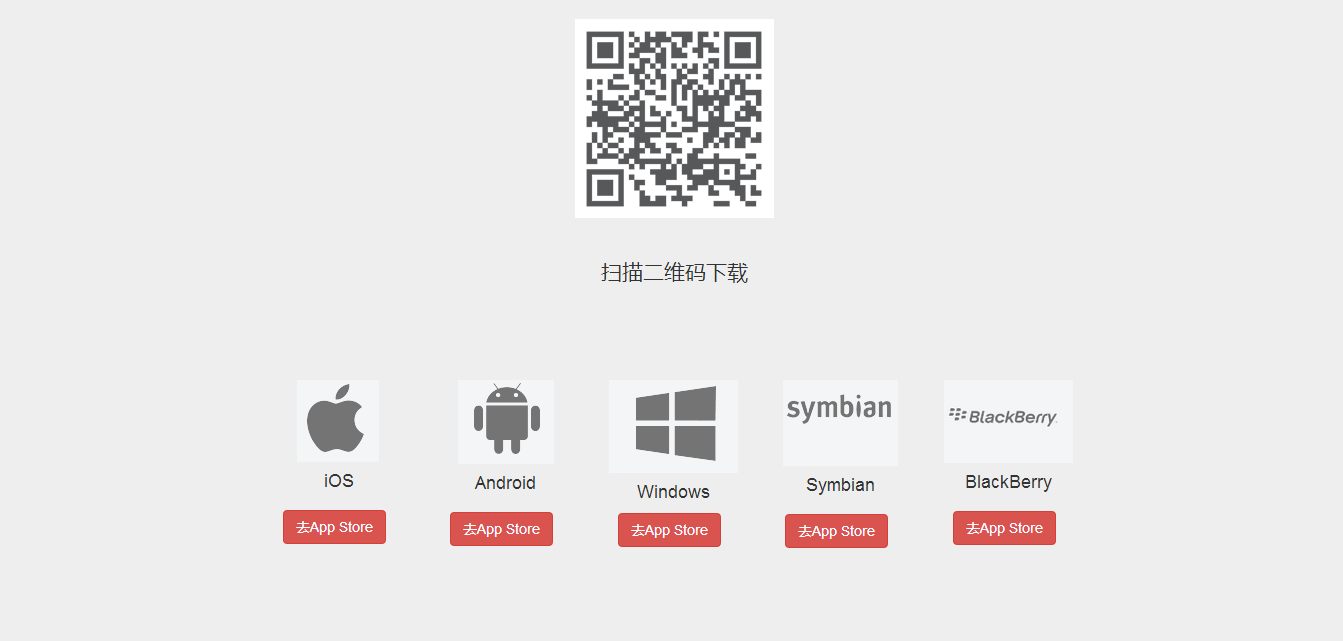 扫描二维码下载
symbian
BlackBerry
iOS
Android
Windows
Symbian
BlackBerry
去App Store
去App Store
去App Store
去App Store
去App Store